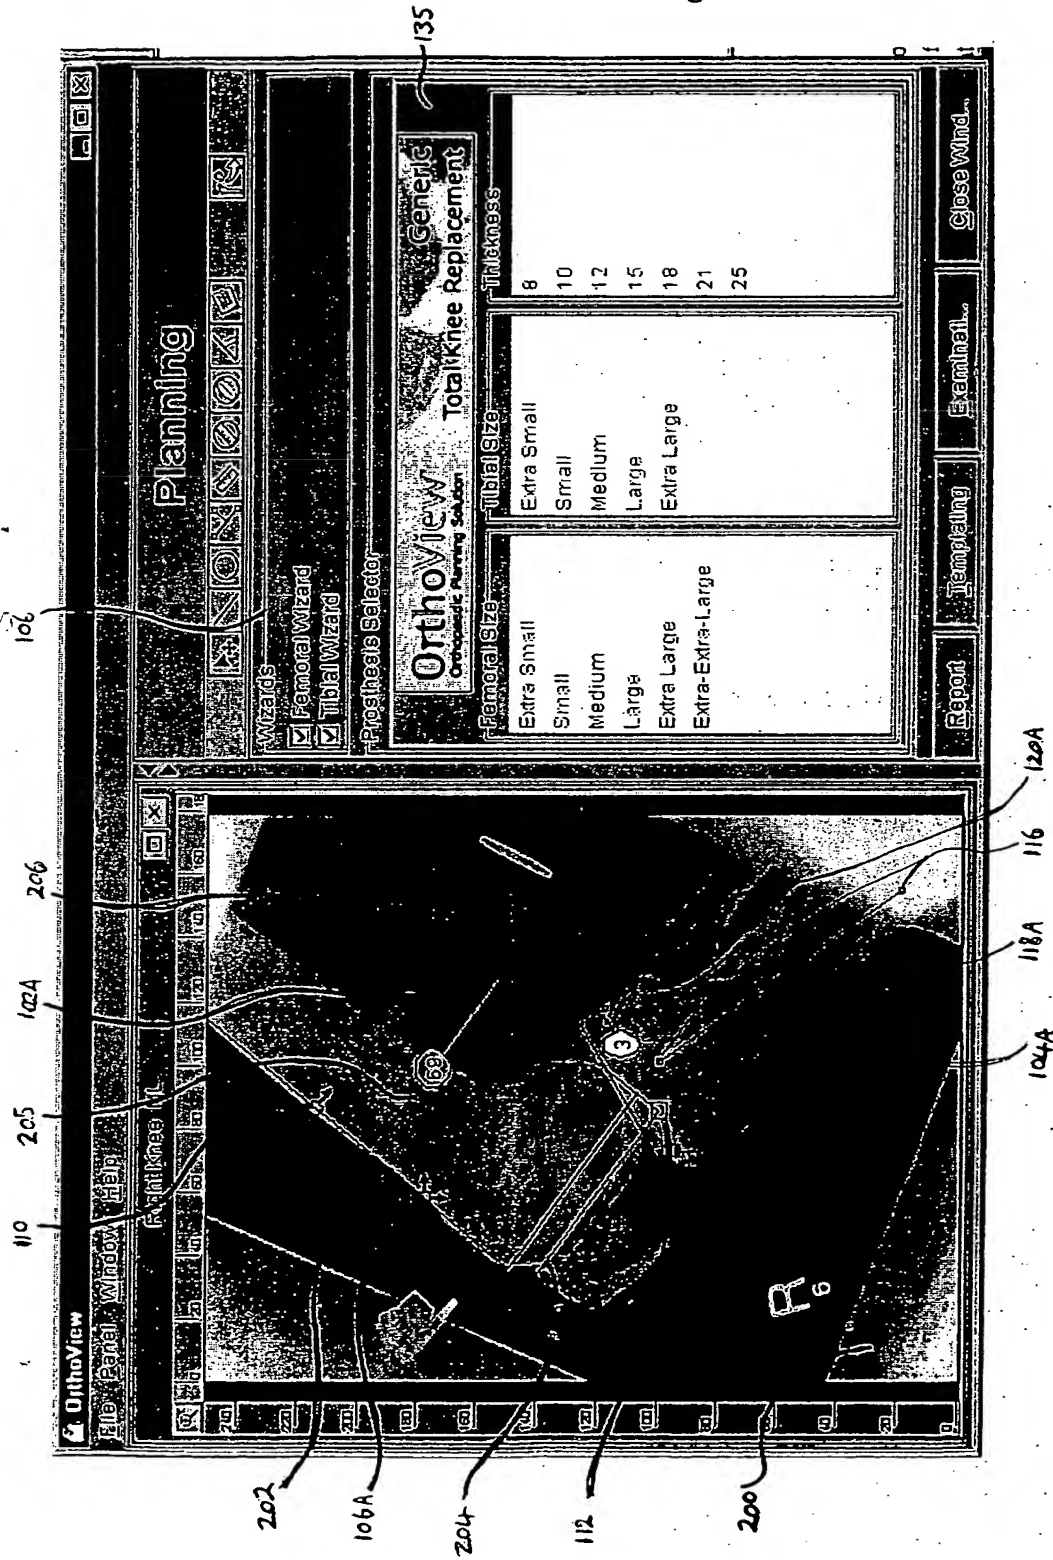 OrthoView
File Panel Window Help
Right Knee ML
Planning
Wizards
Femoral Wizard
Tibial Wizard
Prosthesis Selector
OrthoView
Orthopaedic Planning Solution
Generic
Total Knee Replacement
Femoral Size
Extra Small
Small
Medium
Large
Extra Large
Extra-Extra-Large
Tibial Size
Extra Small
Small
Medium
Large
Extra Large
Thickness
8
10
12
15
18
21
25
Report
Templating
Examinati...
Close Wind...
3
R
6
110
205
102A
206
106
135
202
106A
204
112
200
104A
118A
116
120A